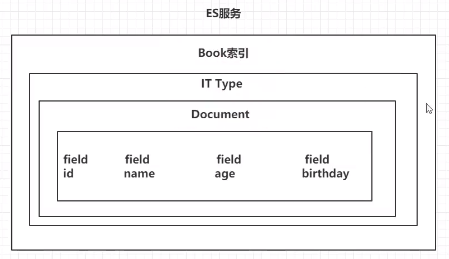 ES服务
Book索引
IT Type
Document
field field field field
id name age birthday